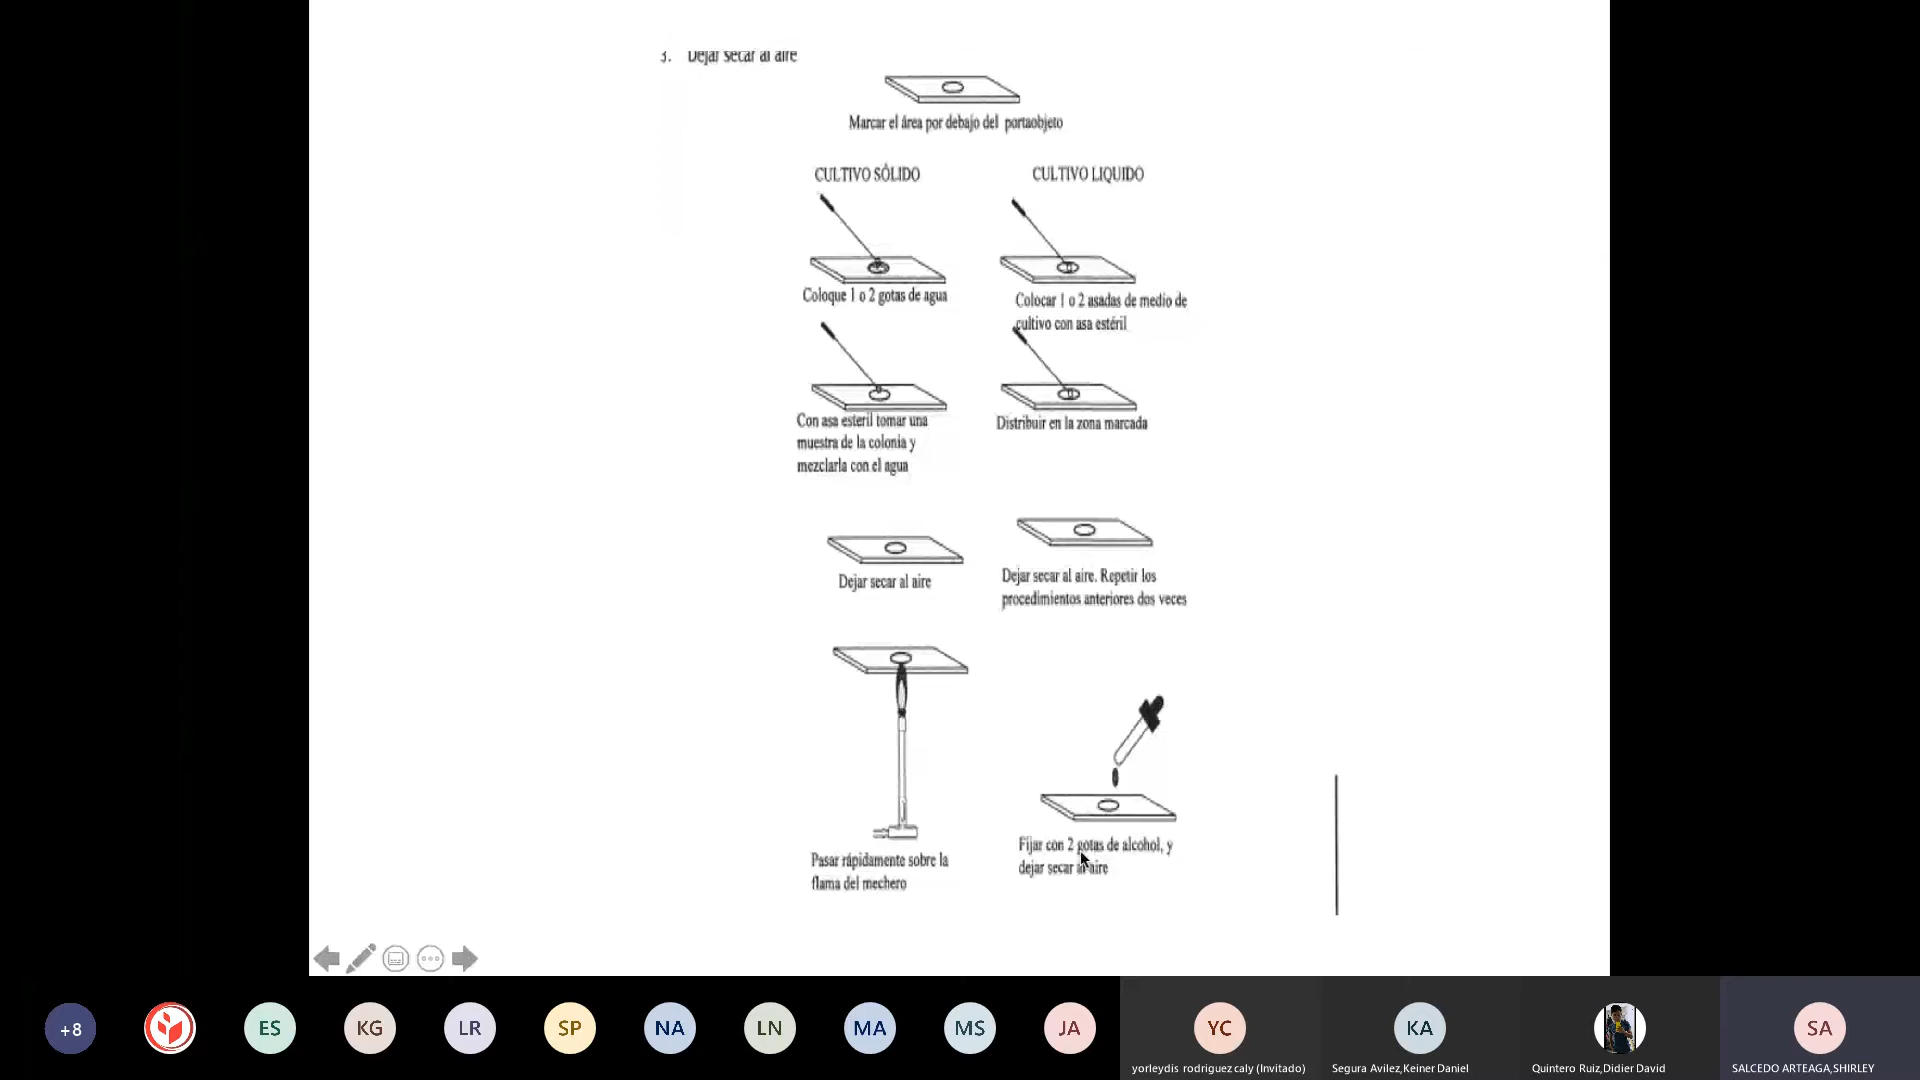 3. Dejar secar al aire
Marcar el área por debajo del portaobjeto
CULTIVO SÓLIDO
CULTIVO LIQUIDO
Coloque 1 o 2 gotas de agua
Colocar 1 o 2 asadas de medio de
cultivo con asa estéril
Con asa esteril tomar una
muestra de la colonia y
mezclarla con el agua
Distribuir en la zona marcada
Dejar secar al aire
Dejar secar al aire. Repetir los
procedimientos anteriores dos veces
Pasar rápidamente sobre la
flama del mechero
Fijar con 2 gotas de alcohol, y
dejar secar al aire
+8
ES
KG
LR
SP
NA
LN
MA
MS
JA
YC
KA
SA
yorleydis rodriguez caly (Invitado)
Segura Avilez,Keiner Daniel
Quintero Ruiz,Didier David
SALCEDO ARTEAGA,SHIRLEY